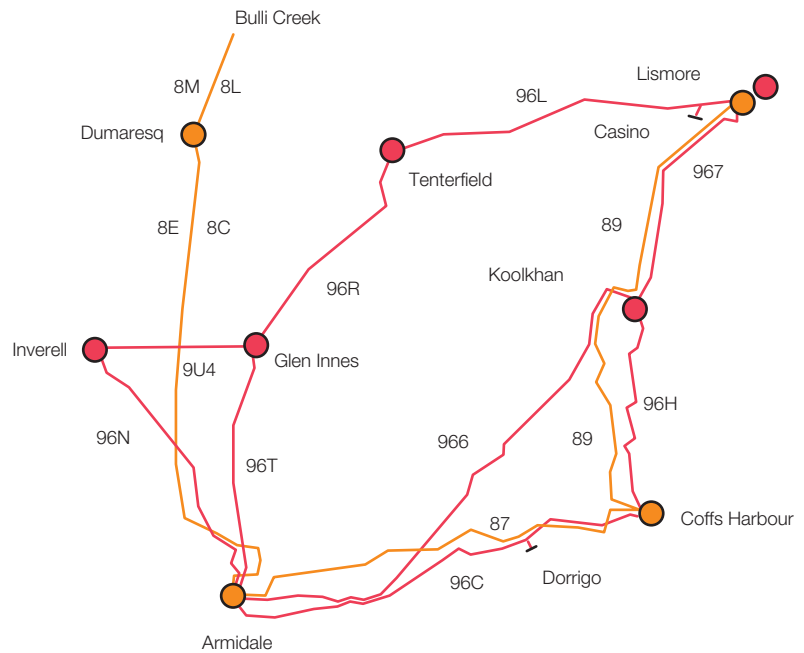 Bulli Creek
8M
8L
Lismore
96L
Dumaresq
Casino
Tenterfield
967
8E
8C
89
Koolkhan
96R
Inverell
Glen Innes
9U4
96H
96N
966
89
96T
87
Coffs Harbour
96C
Dorrigo
Armidale